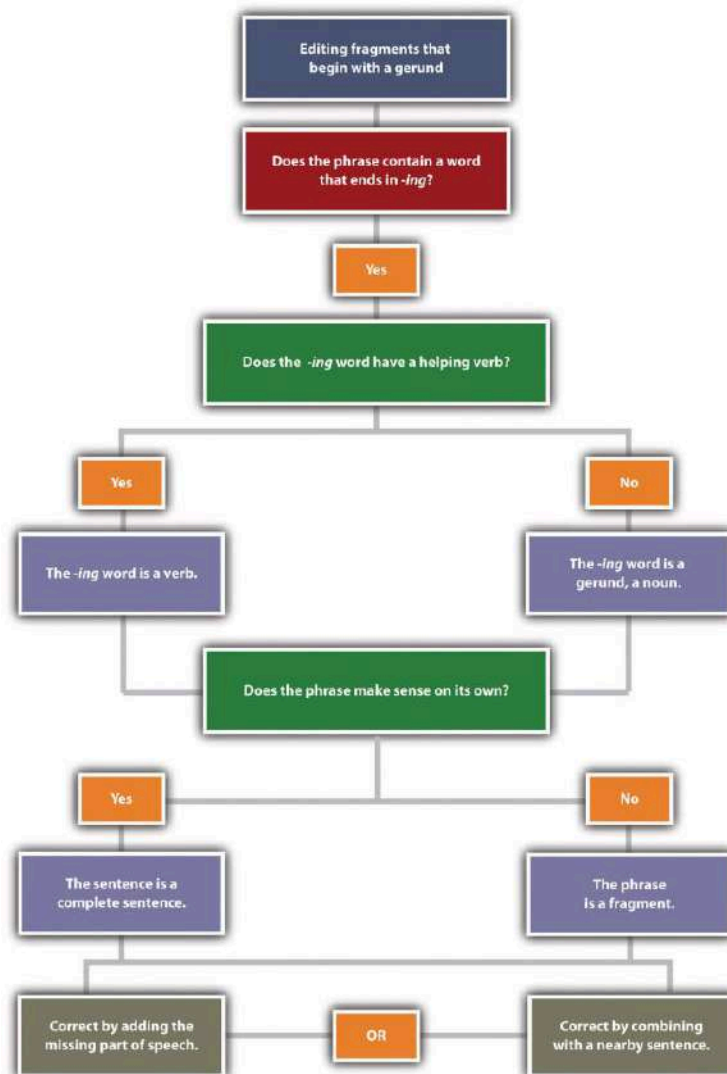 Editing fragments that
begin with a gerund
Does the phrase contain a word
that ends in -ing?
Yes
Does the -ing word have a helping verb?
Yes
No
The -ing word is a verb.
The -ing word is a
gerund, a noun.
Does the phrase make sense on its own?
Yes
No
The sentence is a
complete sentence.
The phrase
is a fragment.
Correct by adding the
missing part of speech.
OR
Correct by combining
with a nearby sentence.